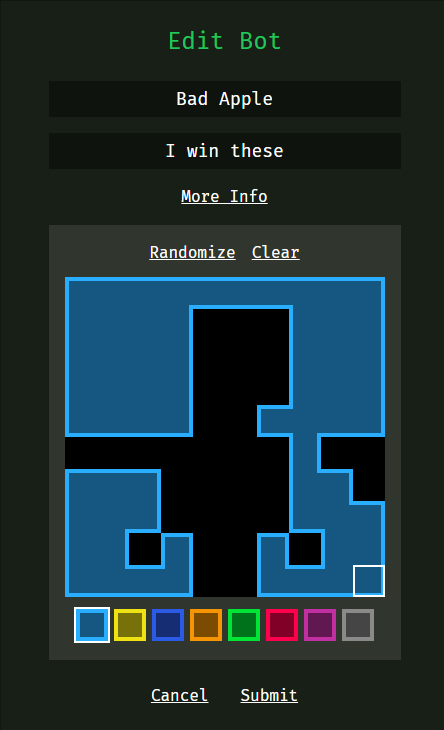 Edit Bot
Bad Apple
I win these
More Info
Randomize Clear
Cancel Submit